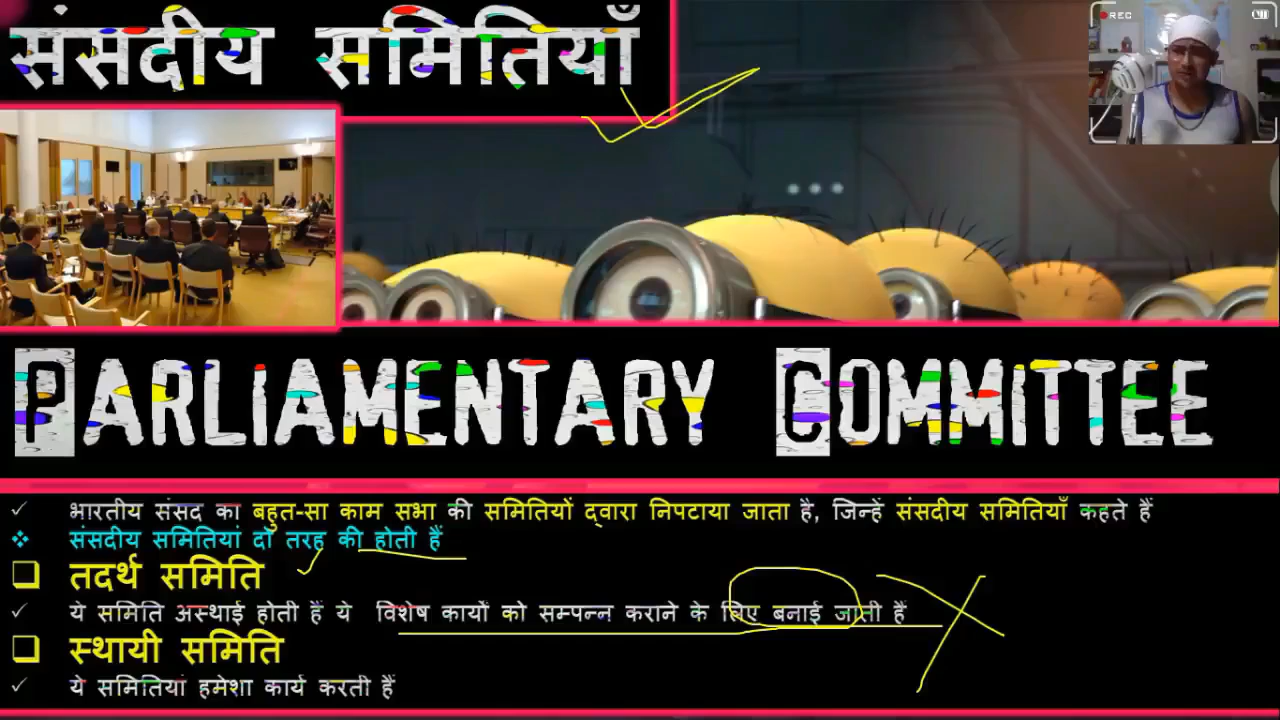 संसदीय समितियाँ
REC
PARLiAMENTARY COMMiTTEE
भारतीय संसद का बहुत-सा काम सभा की समितियों द्वारा निपटाया जाता है, जिन्हें संसदीय समितियाँ कहते हैं
संसदीय समितियां दो तरह की होती हैं
तदर्थ समिति
ये समिति अस्थाई होती हैं ये विशेष कार्यो को सम्पन्न कराने के लिए बनाई जाती हैं
स्थायी समिति
ये समितियां हमेशा कार्य करती हैं